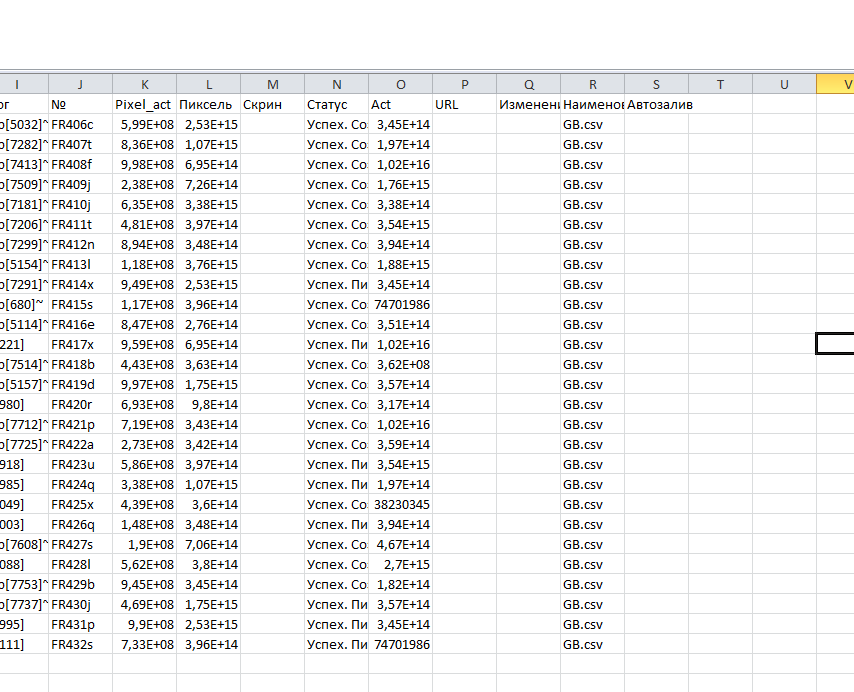 I J K L M N O P Q R S T U V
ог № Pixel_act Пиксель Скрин Статус Act URL Изменени Наименов Автозалив
o[5032]^ FR406c 5,99E+08 2,53E+15 Успех. Со 3,45E+14 GB.csv
o[7282]^ FR407t 8,36E+08 1,07E+15 Успех. Со 1,97E+14 GB.csv
o[7413]^ FR408f 9,98E+08 6,95E+14 Успех. Со 1,02E+16 GB.csv
o[7509]^ FR409j 2,38E+08 7,26E+14 Успех. Со 1,76E+15 GB.csv
o[7181]^ FR410j 6,35E+08 3,38E+15 Успех. Со 3,38E+14 GB.csv
o[7206]^ FR411t 4,81E+08 3,97E+14 Успех. Со 3,54E+15 GB.csv
o[7299]^ FR412n 8,94E+08 3,48E+14 Успех. Со 3,94E+14 GB.csv
o[5154]^ FR413l 1,18E+08 3,76E+15 Успех. Со 1,88E+15 GB.csv
o[7291]^ FR414x 9,49E+08 2,53E+15 Успех. Пи 3,45E+14 GB.csv
o[680]~ FR415s 1,17E+08 3,96E+14 Успех. Со 74701986 GB.csv
o[5114]^ FR416e 8,47E+08 2,76E+14 Успех. Со 3,51E+14 GB.csv
221] FR417x 9,59E+08 6,95E+14 Успех. Пи 1,02E+16 GB.csv
o[7514]^ FR418b 4,43E+08 3,63E+14 Успех. Со 3,62E+08 GB.csv
o[5157]^ FR419d 9,97E+08 1,75E+15 Успех. Со 3,57E+14 GB.csv
980] FR420r 6,93E+08 9,8E+14 Успех. Со 3,17E+14 GB.csv
o[7712]^ FR421p 7,19E+08 3,43E+14 Успех. Со 1,02E+16 GB.csv
o[7725]^ FR422a 2,73E+08 3,42E+14 Успех. Со 3,59E+14 GB.csv
918] FR423u 5,86E+08 3,97E+14 Успех. Пи 3,54E+15 GB.csv
985] FR424q 3,38E+08 1,07E+15 Успех. Пи 1,97E+14 GB.csv
049] FR425x 4,39E+08 3,6E+14 Успех. Со 38230345 GB.csv
003] FR426q 1,48E+08 3,48E+14 Успех. Пи 3,94E+14 GB.csv
o[7608]^ FR427s 1,9E+08 7,06E+14 Успех. Со 4,67E+14 GB.csv
088] FR428l 5,62E+08 3,8E+14 Успех. Со 2,7E+15 GB.csv
o[7753]^ FR429b 9,45E+08 3,45E+14 Успех. Со 1,82E+14 GB.csv
o[7737]^ FR430j 4,69E+08 1,75E+15 Успех. Пи 3,57E+14 GB.csv
995] FR431p 9,9E+08 2,53E+15 Успех. Пи 3,45E+14 GB.csv
111] FR432s 7,33E+08 3,96E+14 Успех. Пи 74701986 GB.csv